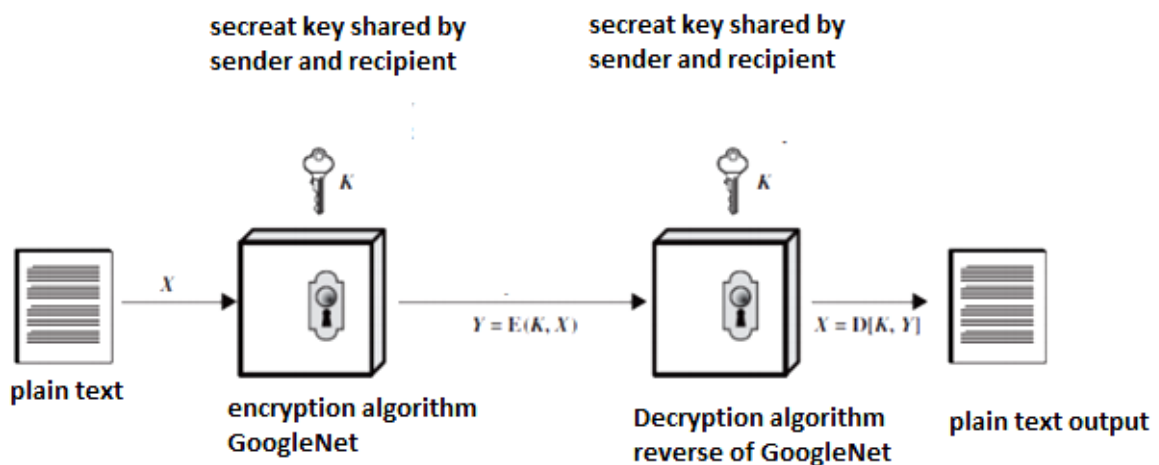 secreat key shared by
sender and recipient
secreat key shared by
sender and recipient
K
K
X
Y = E(K, X)
X = D[K, Y]
plain text
encryption algorithm
GoogleNet
Decryption algorithm
reverse of GoogleNet
plain text output